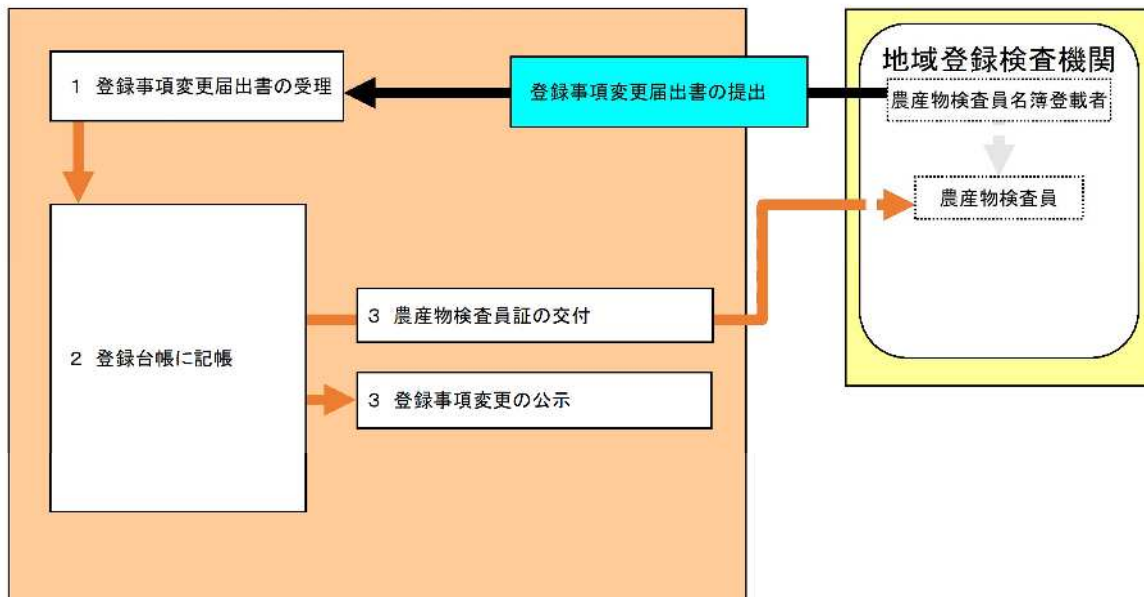 1 登録事項変更届出書の受理
登録事項変更届出書の提出
地域登録検査機関
農産物検査員名簿登載者
農産物検査員
2 登録台帳に記帳
3 農産物検査員証の交付
3 登録事項変更の公示